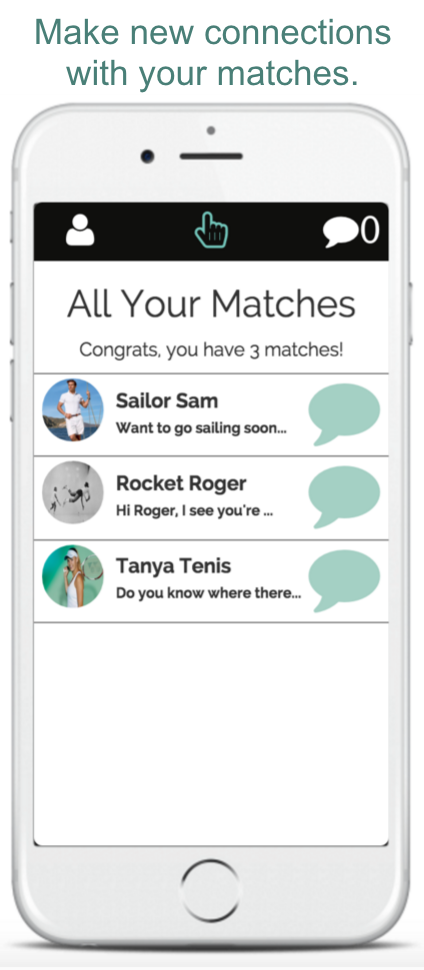 Make new connections
with your matches.
0
All Your Matches
Congrats, you have 3 matches!
Sailor Sam
Want to go sailing soon...
Rocket Roger
Hi Roger, I see you're ...
Tanya Tenis
Do you know where there...